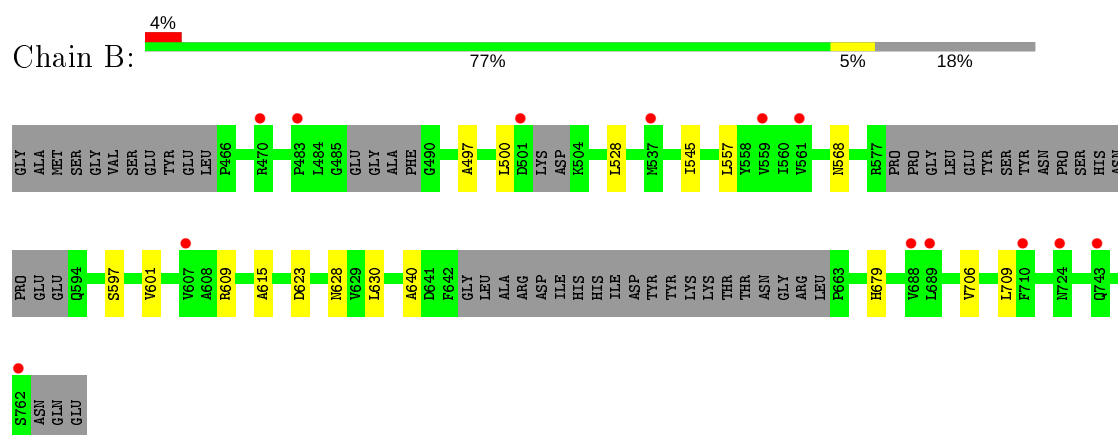 4%
Chain B:
77% 5% 18%
GLY ALA MET SER GLY VAL SER GLU TYR GLU LEU P466 R470 P483 L484 G485 GLU GLY ALA PHE G490 A497 L500 D501 LYS ASP K504 L528 M537 I545 L557 Y558 V559 I560 V561 N568 R577 PRO PRO GLY LEU GLU TYR SER TYR ASN PRO SER HIS ASN
PRO GLU GLU Q594 S597 V601 V607 A608 R609 A615 D623 N628 V629 L630 A640 D641 F642 GLY LEU ALA ARG ASP ILE HIS HIS ILE ASP TYR TYR LYS LYS THR THR ASN GLY ARG LEU P663 H679 V688 L689 V706 L709 F710 N724 Q743
S762 ASN GLN GLU